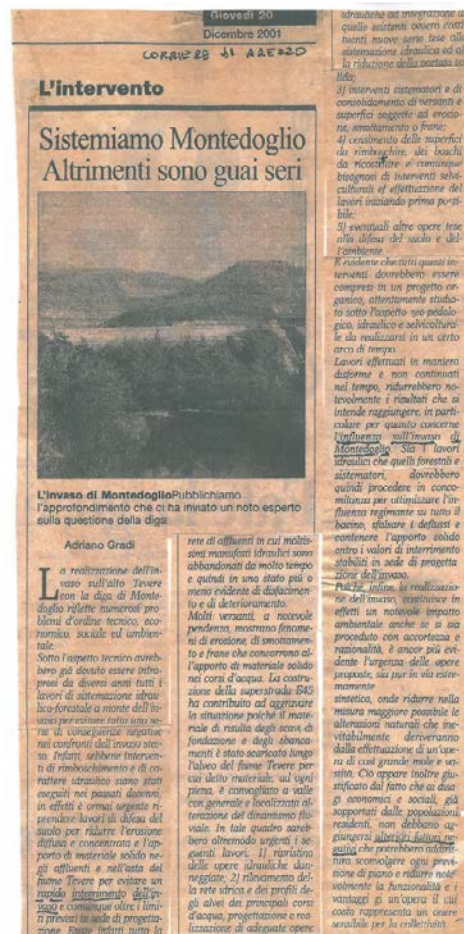 Giovedì 20
Dicembre 2001
CORRIERE di AREZZO
L'intervento
Sistemiamo Montedoglio
Altrimenti sono guai seri
L'invaso di MontedoglioPubblichiamo
l'approfondimento che ci ha inviato un noto esperto
sulla questione della diga
Adriano Gradi
La realizzazione dell'in-
vaso sull'alto Tevere
con la diga di Monte-
doglio riflette numerosi pro-
blemi d'ordine tecnico, eco-
nomico, sociale ed ambien-
tale.
Sotto l'aspetto tecnico avreb-
bero già dovuto essere intra-
presi da diversi anni tutti i
lavori di sistemazione idrau-
lico-forestale a monte dell'in-
vaso per evitare tutta una se-
rie di conseguenze negative
nei confronti dell'invaso stes-
so. Infatti, sebbene interven-
ti di rimboschimento e di ca-
rattere idraulico siano stati
eseguiti nei passati decenni,
in effetti è ormai urgente ri-
prendere lavori di difesa del
suolo per ridurre l'erosione
diffusa e concentrata e l'ap-
porto di materiale solido ne-
gli affluenti e nell'asta del
fiume Tevere per evitare un
rapido interrimento dell'in-
vaso e comunque oltre i limi-
ti previsti in sede di progetta-
zione. Esiste infatti tutta la
rete di affluenti in cui moltis-
simi manufatti idraulici sono
abbandonati da molto tempo
e quindi in uno stato più o
meno evidente di disfacimen-
to e di deterioramento.
Molti versanti, a notevole
pendenza, mostrano fenome-
ni di erosione, di smottamen-
to e frane che concorrono al-
l'apporto di materiale solido
nei corsi d'acqua. La costru-
zione della superstrada E45
ha contribuito ad aggravare
la situazione poiché il mate-
riale di risulta degli scavi di
fondazione e degli sbanca-
menti è stato scaricato lungo
l'alveo del fiume Tevere per
cui detto materiale, ad ogni
piena, è convogliato a valle
con generale e localizzata al-
terazione del dinamismo flu-
viale. In tale quadro sareb-
bero oltremodo urgenti i se-
guenti lavori. 1) ripristino
delle opere idrauliche dan-
neggiate; 2) rilevamento del-
la rete idrica e dei profili de-
gli alvei dei principali corsi
d'acqua, progettazione e rea-
lizzazione di adeguate opere
idrauliche ad integrazione di
quelle esistenti ovvero costi
tuenti nuove serie tese alla
sistemazione idraulica ed al
la riduzione della portata so
lida;
3) interventi sistematori e di
consolidamento di versanti e
superfici soggette ad erosio-
ne, smottamento o frane;
4) censimento delle superfici
da rimboschire, dei boschi
da ricostituire e comunque
bisognosi di interventi selvi-
colturali ed effettuazione dei
lavori iniziando prima possi-
bile;
5) eventuali altre opere tese
alla difesa del suolo e del-
l'ambiente.
È evidente che tutti questi in-
terventi dovrebbero essere
compresi in un progetto or-
ganico, attentamente studia-
to sotto l'aspetto geo pedolo-
gico, idraulico e selvicoltura-
le da realizzarsi in un certo
arco di tempo.
Lavori effettuati in maniera
disforme e non continuati
nel tempo, ridurrebbero no-
tevolmente i risultati che si
intende raggiungere, in parti-
colare per quanto concerne
l'influenza sull'invaso di
Montedoglio. Sia i lavori
idraulici che quelli forestali e
sistematori, dovrebbero
quindi procedere in conco-
mitanza per ottimizzare l'in-
fluenza regimante su tutto il
bacino, sfalsare i deflussi e
contenere l'apporto solido
entro i valori di interrimento
stabiliti in sede di progetta-
zione dell'invaso.
Poiché, infine, la realizzazio-
ne dell'invaso costituisce in
effetti un notevole impatto
ambientale anche se si sia
proceduto con accortezza e
razionalità, è ancor più evi-
dente l'urgenza delle opere
proposte, sia pur in via estre-
mamente
sintetica, onde ridurre nella
misura maggiore possibile le
alterazioni naturali che ine-
vitabilmente deriveranno
dalla effettuazione di un'ope-
ra di così grande mole e va-
stità. Ciò appare inoltre giu-
stificato dal fatto che ai disa-
gi economici e sociali, già
sopportati dalle popolazioni
residenti, non debbano ag-
giungersi ulteriori fattori ne-
gativi che potrebbero addirit-
tura sconvolgere ogni previ-
sione di piano e ridurre note-
volmente la funzionalità e i
vantaggi di un'opera il cui
costo rappresenta un onere
sensibile per la collettività.